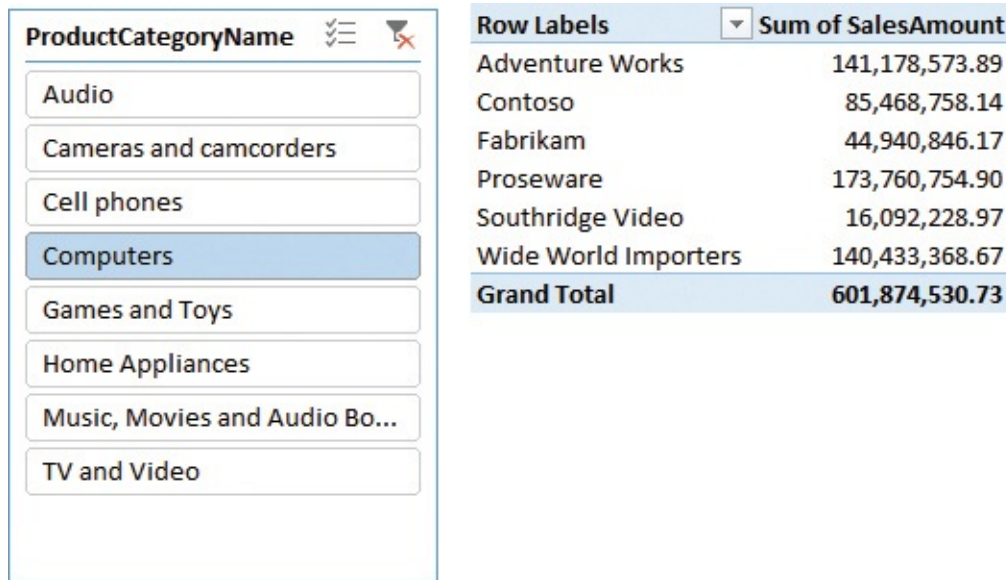 ProductCategoryName
Audio
Cameras and camcorders
Cell phones
Computers
Games and Toys
Home Appliances
Music, Movies and Audio Bo...
TV and Video
Row Labels Sum of SalesAmount
Adventure Works 141,178,573.89
Contoso 85,468,758.14
Fabrikam 44,940,846.17
Proseware 173,760,754.90
Southridge Video 16,092,228.97
Wide World Importers 140,433,368.67
Grand Total 601,874,530.73